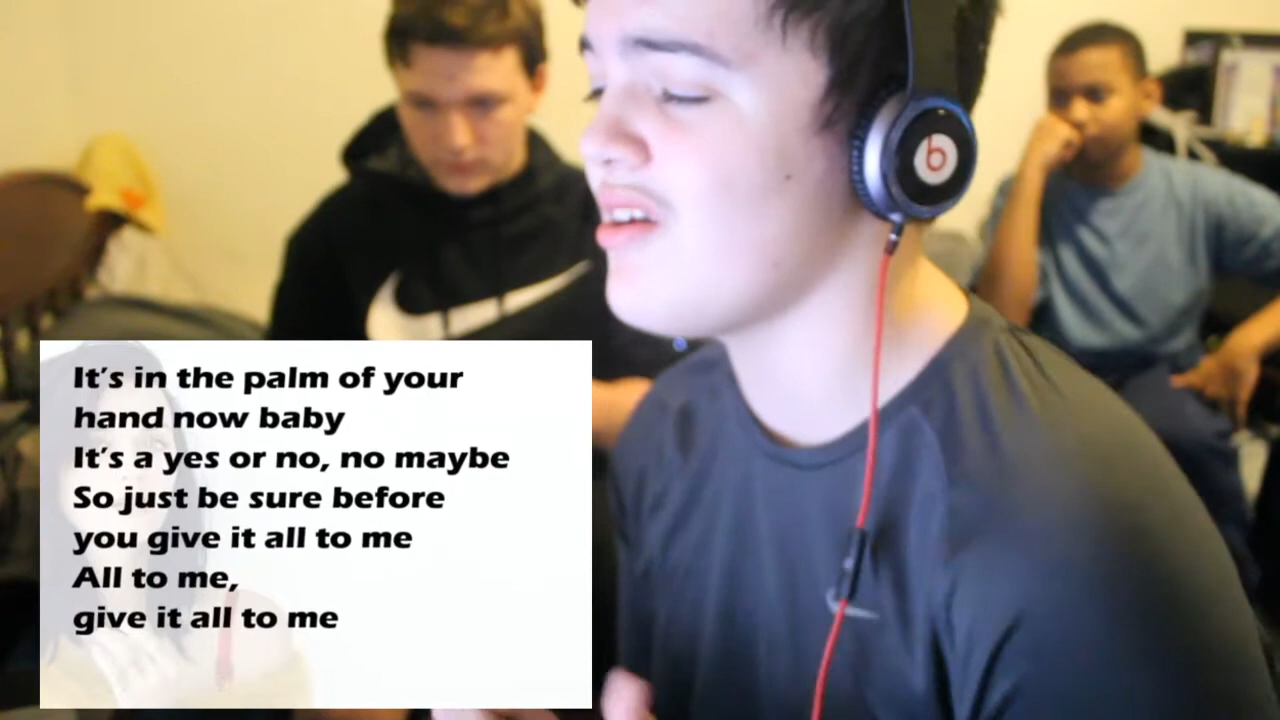 It's in the palm of your
hand now baby
It's a yes or no, no maybe
So just be sure before
you give it all to me
All to me,
give it all to me
b